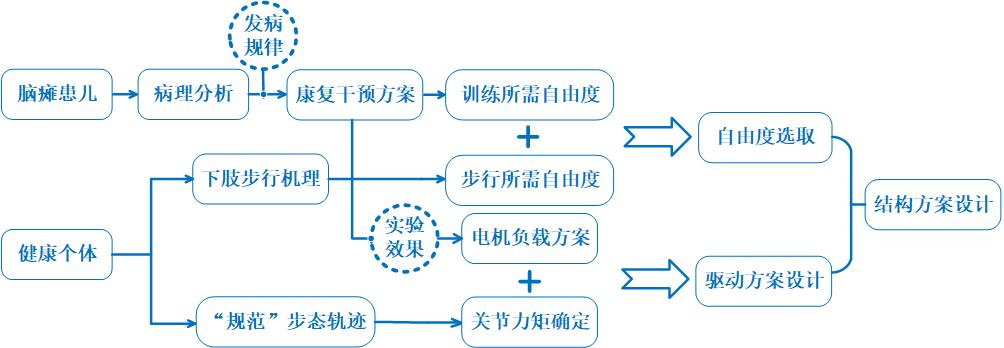 发病
规律
脑瘫患儿
病理分析
康复干预方案
训练所需自由度
+
自由度选取
下肢步行机理
步行所需自由度
结构方案设计
健康个体
实验
效果
电机负载方案
+
驱动方案设计
“规范”步态轨迹
关节力矩确定